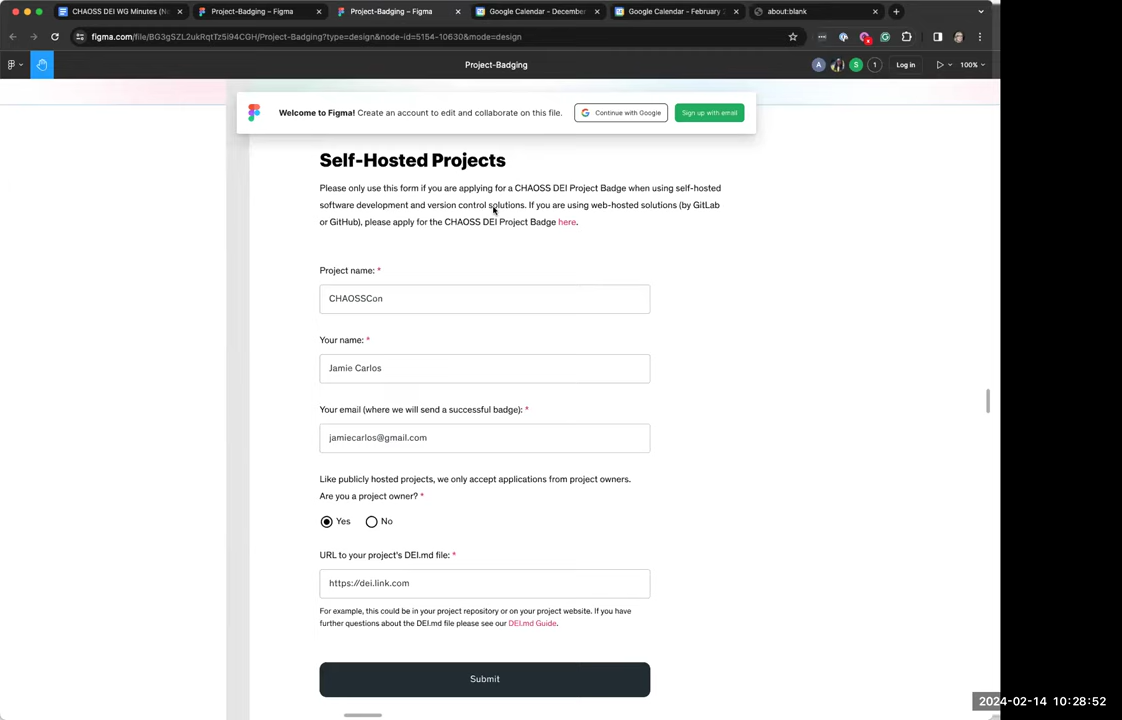 CHAOSS DEI WG Minutes (N
Project-Badging – Figma
Project-Badging – Figma
Google Calendar - Decembe
Google Calendar - February 2
about:blank
figma.com/file/BG3gSZL2ukRqtTz5i94CGH/Project-Badging?type=design&node-id=5154-10630&mode=design
Project-Badging
A
S
1
Log in
100%
Welcome to Figma! Create an account to edit and collaborate on this file.
Continue with Google
Sign up with email
Self-Hosted Projects
Please only use this form if you are applying for a CHAOSS DEI Project Badge when using self-hosted
software development and version control solutions. If you are using web-hosted solutions (by GitLab
or GitHub), please apply for the CHAOSS DEI Project Badge here.
Project name: *
CHAOSSCon
Your name: *
Jamie Carlos
Your email (where we will send a successful badge): *
jamiecarlos@gmail.com
Like publicly hosted projects, we only accept applications from project owners.
Are you a project owner? *
Yes
No
URL to your project's DEI.md file: *
https://dei.link.com
For example, this could be in your project repository or on your project website. If you have
further questions about the DEI.md file please see our DEI.md Guide.
Submit
2024-02-14 10:28:52